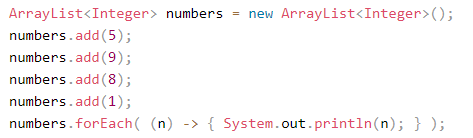 ArrayList<Integer> numbers = new ArrayList<Integer>();
numbers.add(5);
numbers.add(9);
numbers.add(8);
numbers.add(1);
numbers.forEach( (n) -> { System.out.println(n); } );